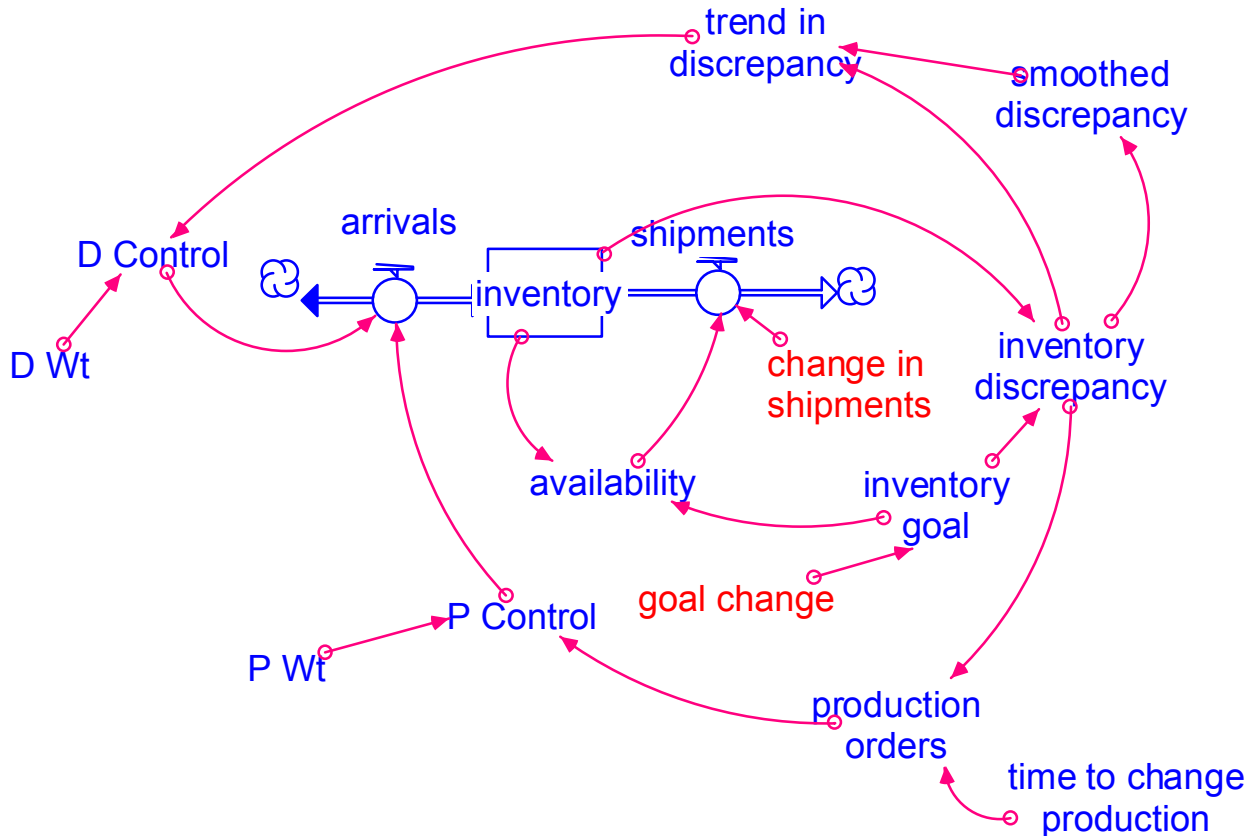 trend in
discrepancy
smoothed
discrepancy
arrivals
shipments
D Control
inventory
D Wt
change in
shipments
inventory
discrepancy
availability
inventory
goal
goal change
P Control
P Wt
production
orders
time to change
production